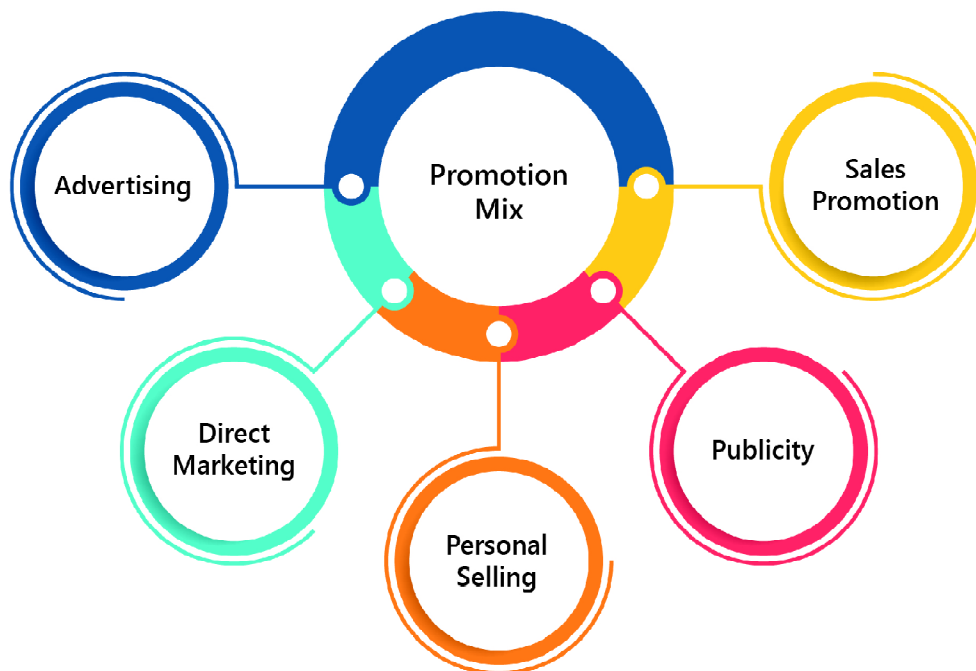 Promotion
Mix
Advertising
Sales
Promotion
Direct
Marketing
Publicity
Personal
Selling